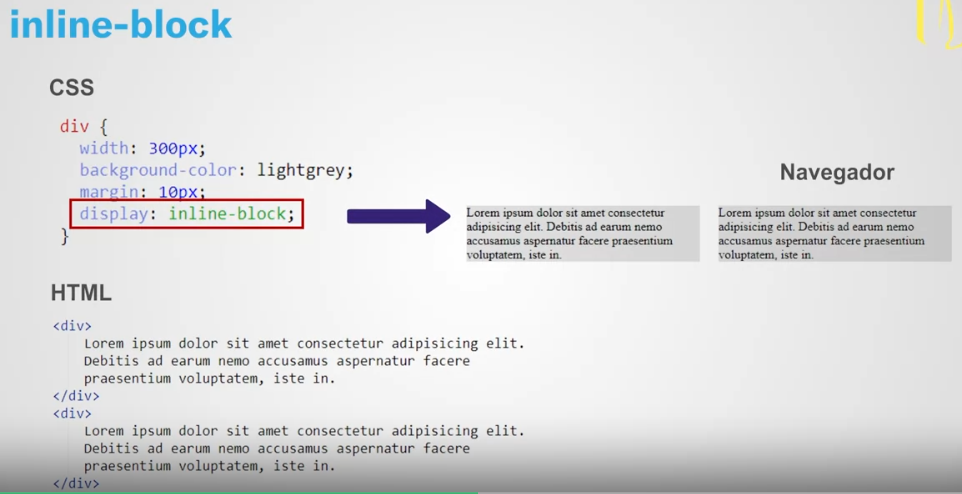 inline-block
CSS
div {
width: 300px;
background-color: lightgrey;
margin: 10px;
display: inline-block;
}
Navegador
Lorem ipsum dolor sit amet consectetur
adipisicing elit. Debitis ad earum nemo
accusamus aspernatur facere praesentium
voluptatem, iste in.
Lorem ipsum dolor sit amet consectetur
adipisicing elit. Debitis ad earum nemo
accusamus aspernatur facere praesentium
voluptatem, iste in.
HTML
<div>
Lorem ipsum dolor sit amet consectetur adipisicing elit.
Debitis ad earum nemo accusamus aspernatur facere
praesentium voluptatem, iste in.
</div>
<div>
Lorem ipsum dolor sit amet consectetur adipisicing elit.
Debitis ad earum nemo accusamus aspernatur facere
praesentium voluptatem, iste in.
</div>